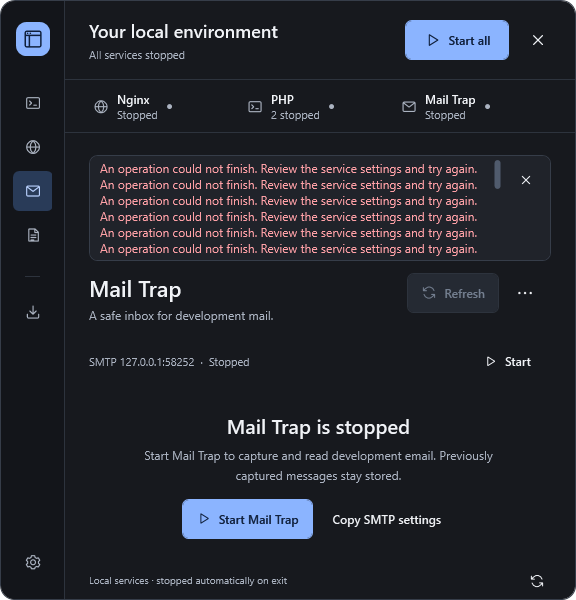 Your local environment
All services stopped
Start all
Nginx
Stopped
PHP
2 stopped
Mail Trap
Stopped
An operation could not finish. Review the service settings and try again.
An operation could not finish. Review the service settings and try again.
An operation could not finish. Review the service settings and try again.
An operation could not finish. Review the service settings and try again.
An operation could not finish. Review the service settings and try again.
An operation could not finish. Review the service settings and try again.
Mail Trap
A safe inbox for development mail.
Refresh
SMTP 127.0.0.1:58252 · Stopped
Start
Mail Trap is stopped
Start Mail Trap to capture and read development email. Previously
captured messages stay stored.
Start Mail Trap
Copy SMTP settings
Local services · stopped automatically on exit